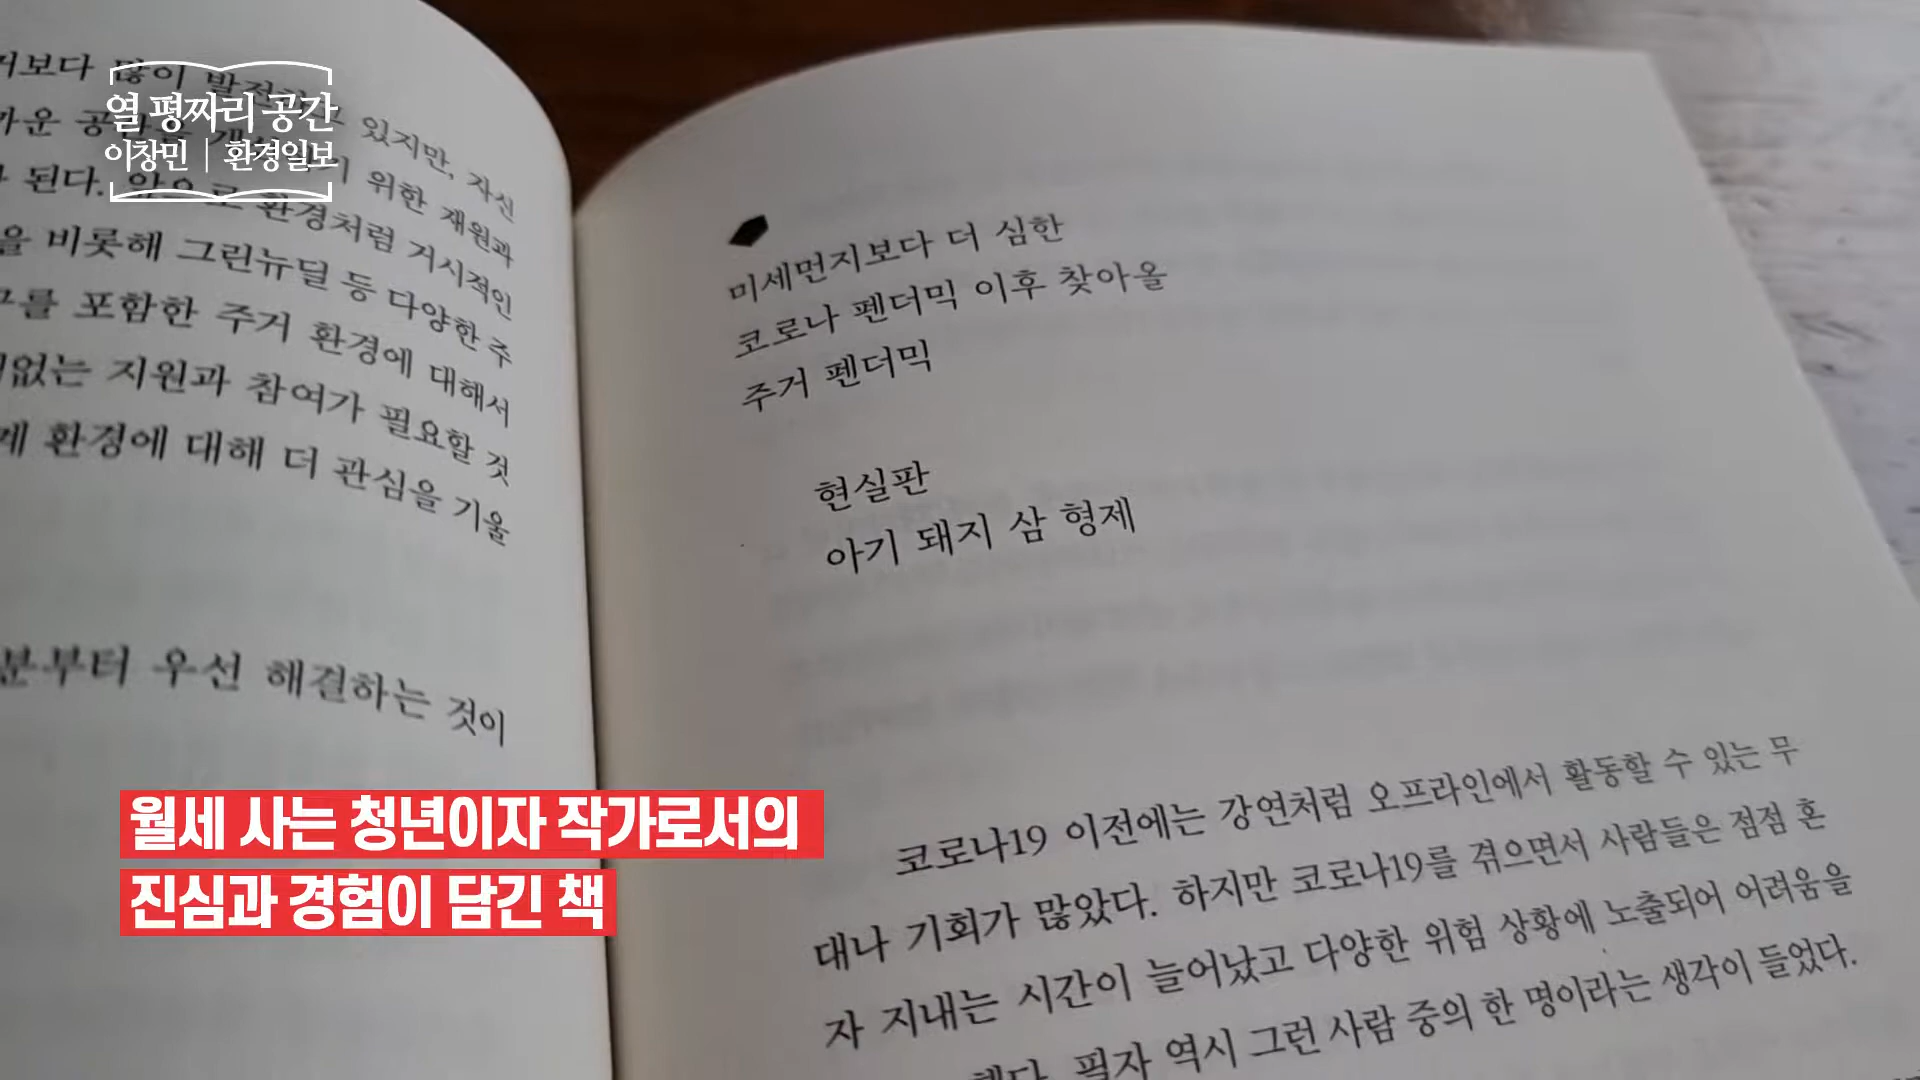 열 평짜리 공간
이창민 | 환경일보
많이 있지만, 자신
공간을 위한 재원과
된다. 앞으로 환경처럼 거시적인
을 비롯해 그린뉴딜 등 다양한 주
를 포함한 주거 환경에 대해서
없는 지원과 참여가 필요할 것
게 환경에 대해 더 관심을 기울
분부터 우선 해결하는 것이
미세먼지보다 더 심한
코로나 펜더믹 이후 찾아올
주거 펜더믹
현실판
아기 돼지 삼 형제
코로나19 이전에는 강연처럼 오프라인에서 활동할 수 있는 무
대나 기회가 많았다. 하지만 코로나19를 겪으면서 사람들은 점점 혼
자 지내는 시간이 늘어났고 다양한 위험 상황에 노출되어 어려움을
필자 역시 그런 사람 중의 한 명이라는 생각이 들었다.
월세 사는 청년이자 작가로서의
진심과 경험이 담긴 책